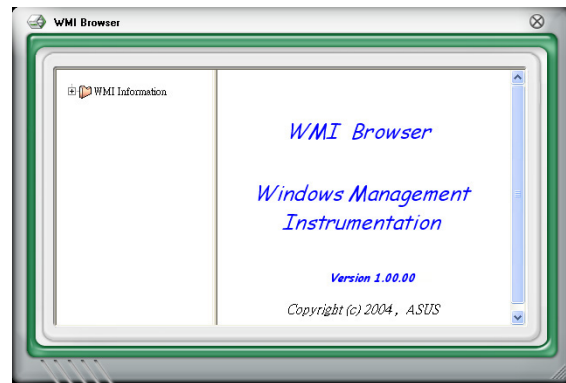 WMI Browser
WMI Information
WMI Browser
Windows Management
Instrumentation
Version 1.00.00
Copyright (c) 2004, ASUS